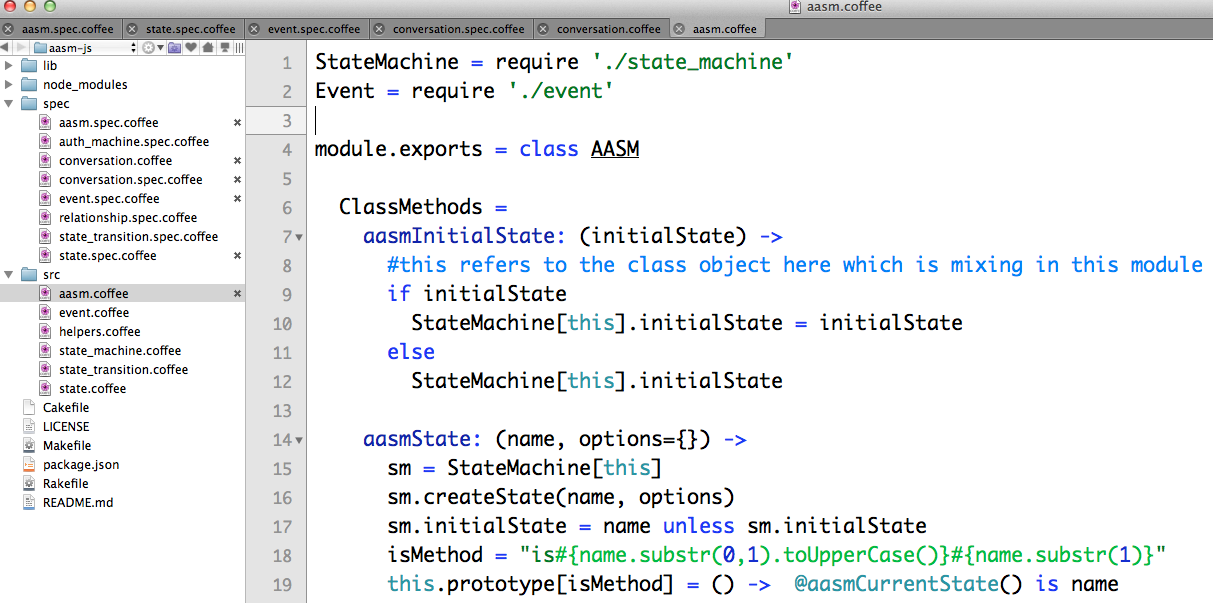 aasm.coffee
aasm.spec.coffee
state.spec.coffee
event.spec.coffee
conversation.spec.coffee
conversation.coffee
aasm.coffee
aasm-js
lib
node_modules
spec
aasm.spec.coffee
auth_machine.spec.coffee
conversation.coffee
conversation.spec.coffee
event.spec.coffee
relationship.spec.coffee
state_transition.spec.coffee
state.spec.coffee
src
aasm.coffee
event.coffee
helpers.coffee
state_machine.coffee
state_transition.coffee
state.coffee
Cakefile
LICENSE
Makefile
package.json
Rakefile
README.md
1 StateMachine = require './state_machine'
2 Event = require './event'
3
4 module.exports = class AASM
5
6 ClassMethods =
7 aasmInitialState: (initialState) ->
8 #this refers to the class object here which is mixing in this module
9 if initialState
10 StateMachine[this].initialState = initialState
11 else
12 StateMachine[this].initialState
13
14 aasmState: (name, options={}) ->
15 sm = StateMachine[this]
16 sm.createState(name, options)
17 sm.initialState = name unless sm.initialState
18 isMethod = "is#{name.substr(0,1).toUpperCase()}#{name.substr(1)}"
19 this.prototype[isMethod] = () -> @aasmCurrentState() is name